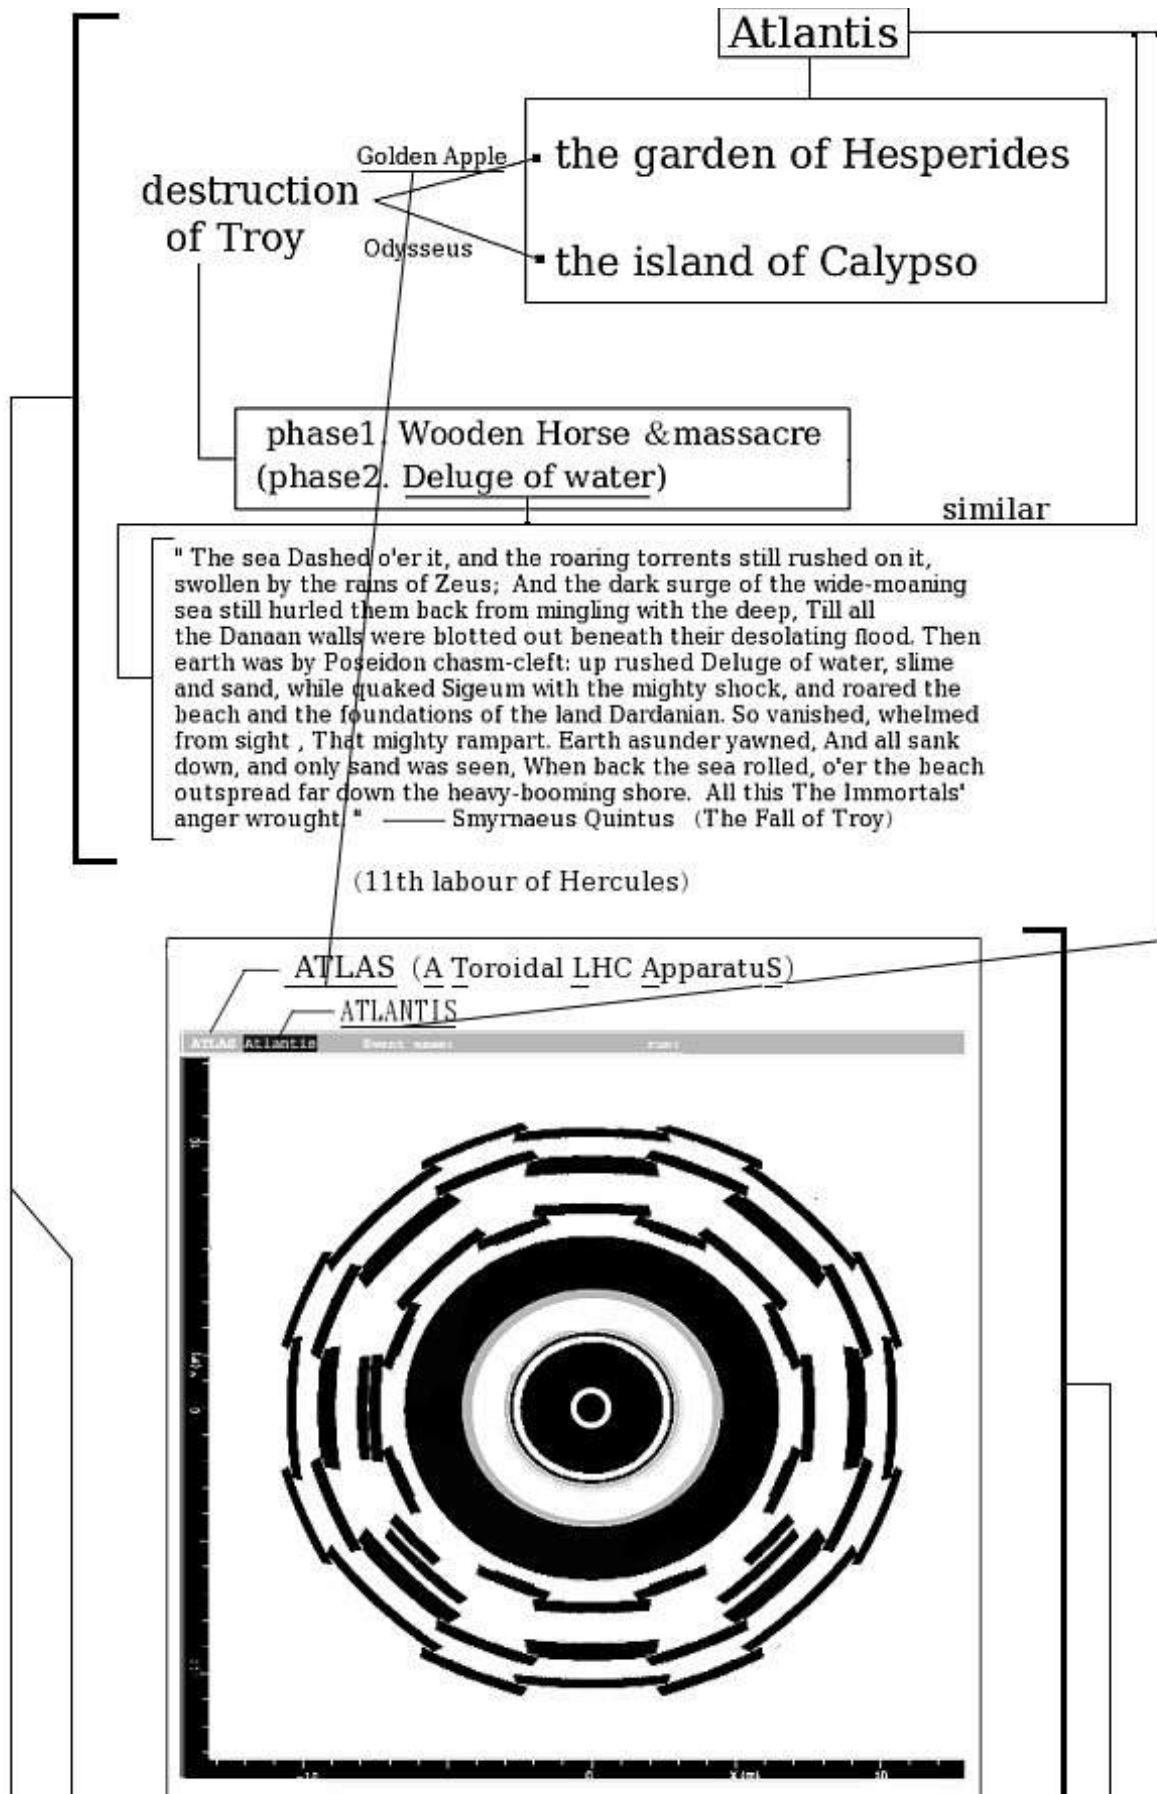 Atlantis
Golden Apple
the garden of Hesperides
destruction
of Troy
Odysseus
the island of Calypso
phase1. Wooden Horse &massacre
(phase2. Deluge of water)
similar
" The sea Dashed o'er it, and the roaring torrents still rushed on it,
swollen by the rains of Zeus;  And the dark surge of the wide-moaning
sea still hurled them back from mingling with the deep, Till all
the Danaan walls were blotted out beneath their desolating flood. Then
earth was by Poseidon chasm-cleft: up rushed Deluge of water, slime
and sand, while quaked Sigeum with the mighty shock, and roared the
beach and the foundations of the land Dardanian. So vanished, whelmed
from sight , That mighty rampart. Earth asunder yawned, And all sank
down, and only sand was seen, When back the sea rolled, o'er the beach
outspread far down the heavy-booming shore.  All this The Immortals'
anger wrought. " —— Smyrnaeus Quintus (The Fall of Troy)
(11th labour of Hercules)
ATLAS (A Toroidal LHC ApparatuS)
ATLANTIS
ATLAS Atlantis Event name: run:
10
0
0
X(m)
10